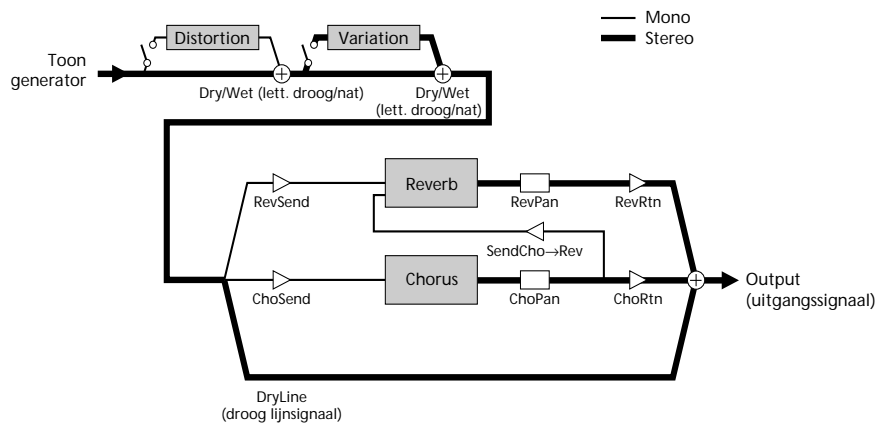 Mono
Stereo
Distortion
Variation
Toon
generator
Dry/Wet (lett. droog/nat)
Dry/Wet
(lett. droog/nat)
Reverb
RevSend
RevPan
RevRtn
SendCho→Rev
Chorus
ChoSend
ChoPan
ChoRtn
Output
(uitgangssignaal)
DryLine
(droog lijnsignaal)